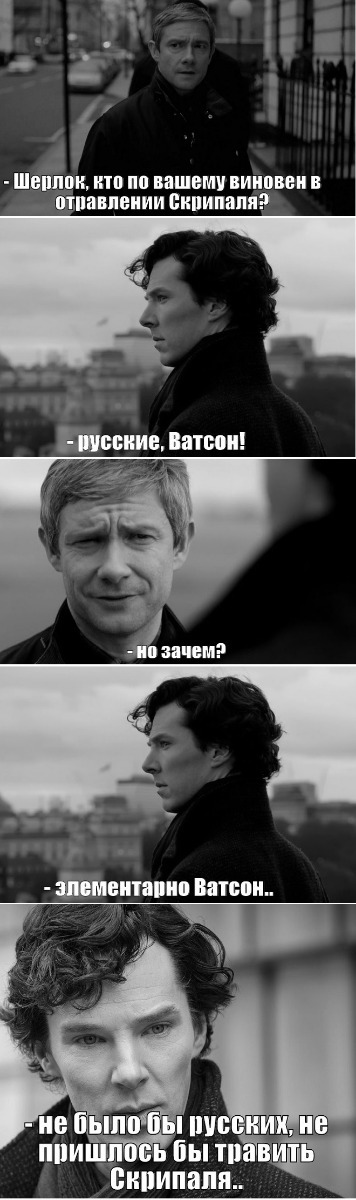 - Шерлок, кто по вашему виновен в
отравлении Скрипаля?
- русские, Ватсон!
- но зачем?
- элементарно Ватсон..
- не было бы русских, не
пришлось бы травить
Скрипаля..